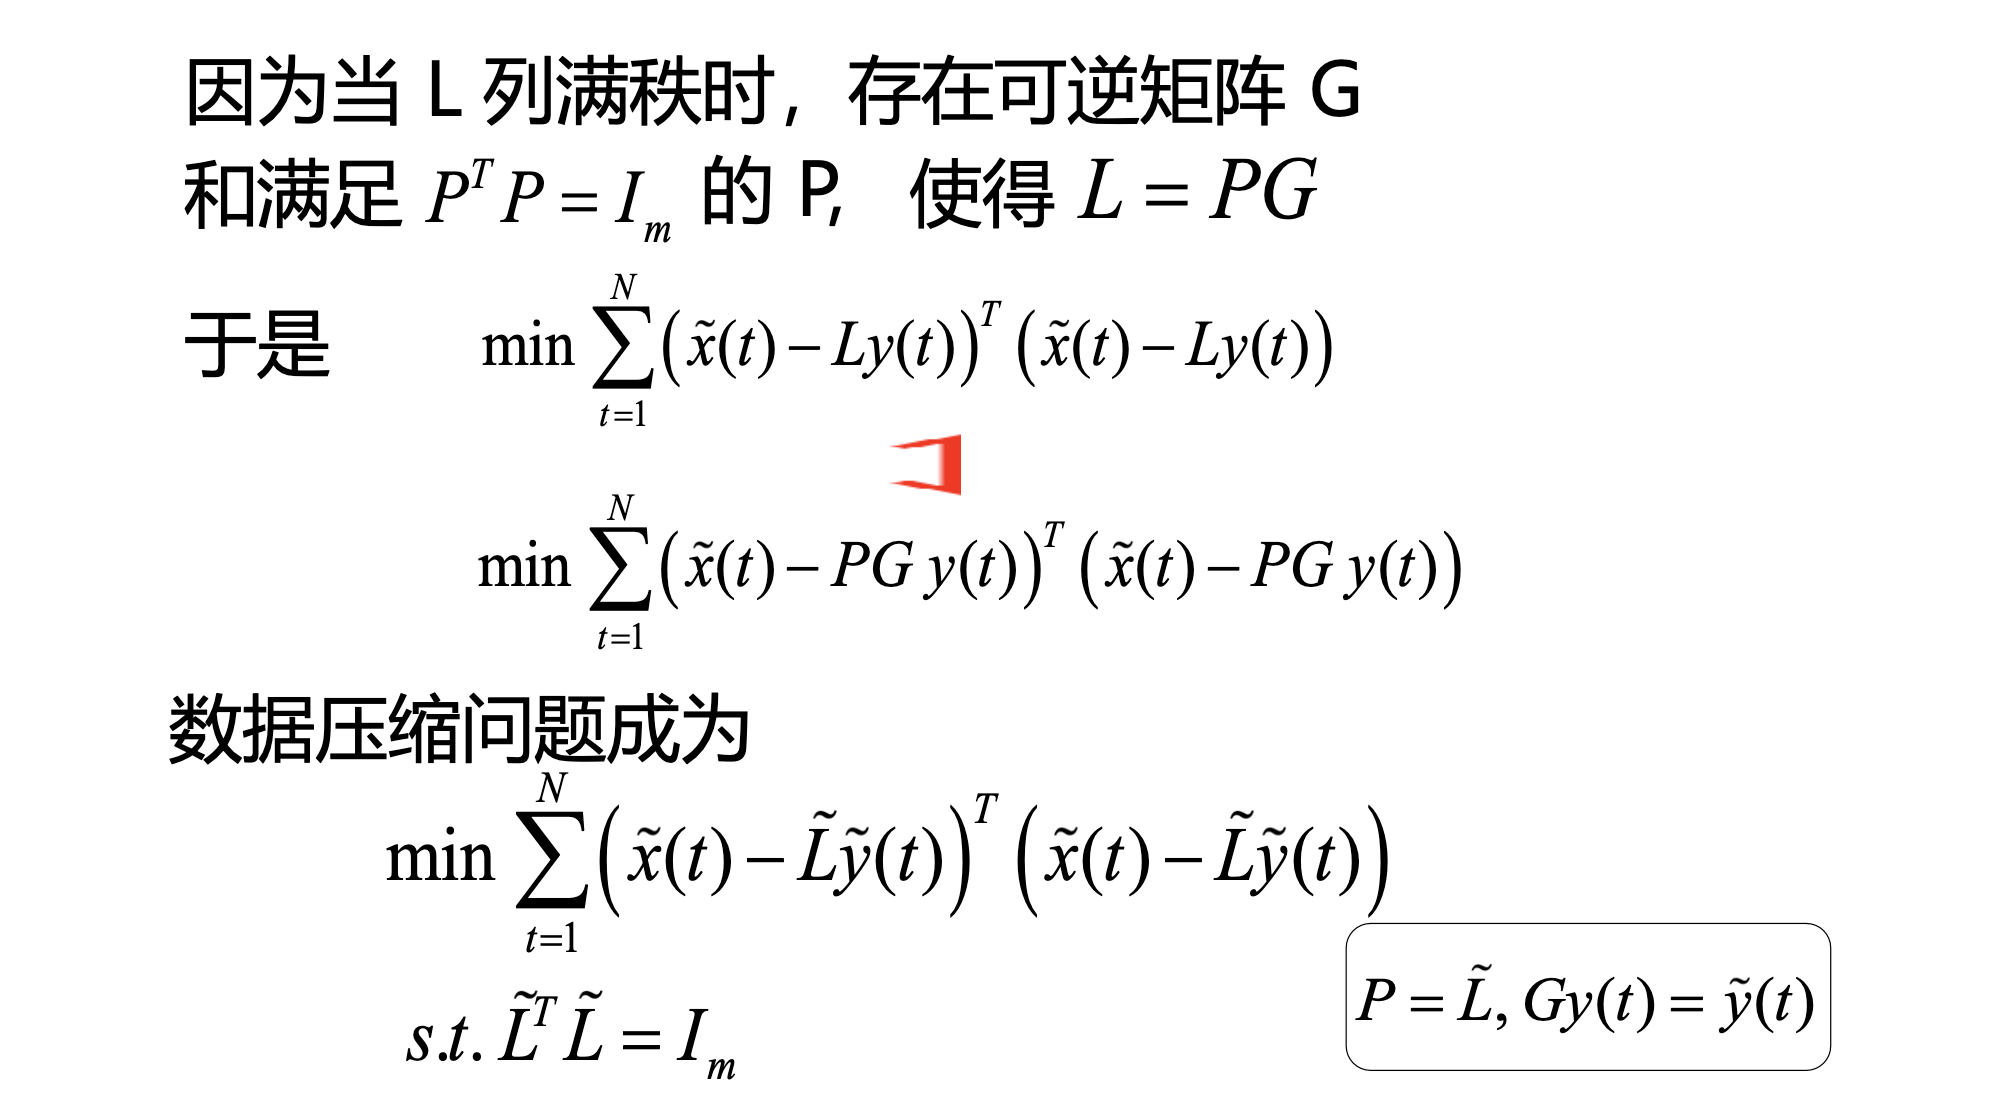 因为当 L 列满秩时，存在可逆矩阵 G
和满足 $P^T P = I_m$ 的 P, 使得 $L = PG$
于是 $\min \sum_{t=1}^{N} \left( \tilde{x}(t) - Ly(t) \right)^T \left( \tilde{x}(t) - Ly(t) \right)$
$\min \sum_{t=1}^{N} \left( \tilde{x}(t) - PG\, y(t) \right)^T \left( \tilde{x}(t) - PG\, y(t) \right)$
数据压缩问题成为
$\min \sum_{t=1}^{N} \left( \tilde{x}(t) - \tilde{L}\tilde{y}(t) \right)^T \left( \tilde{x}(t) - \tilde{L}\tilde{y}(t) \right)$
$s.t. \tilde{L}^T \tilde{L} = I_m$
$P = \tilde{L}, Gy(t) = \tilde{y}(t)$